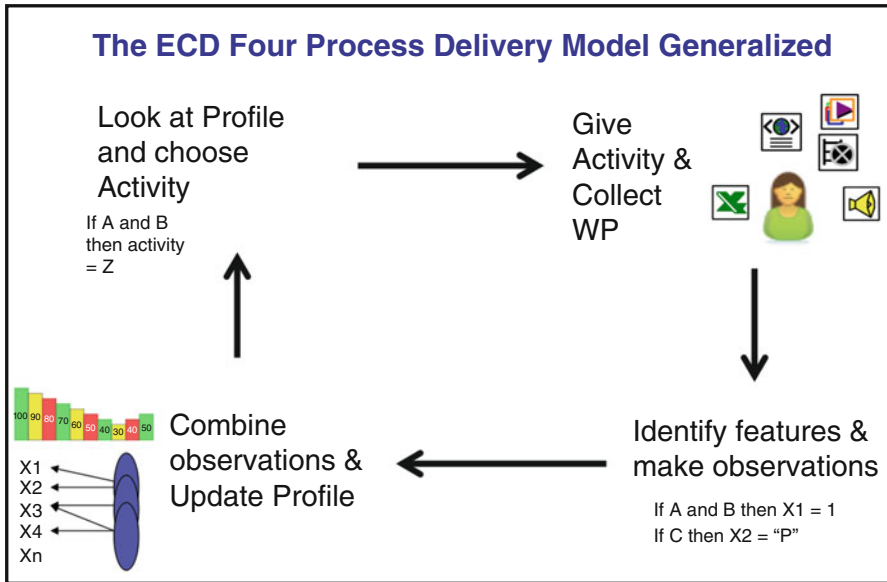 The ECD Four Process Delivery Model Generalized
Look at Profile
and choose
Activity
If A and B
then activity
= Z
Give
Activity &
Collect
WP
Identify features &
make observations
If A and B then X1 = 1
If C then X2 = “P”
Combine
observations &
Update Profile
100 90 80 70 60 50 40 30 40 50
X1
X2
X3
X4
Xn